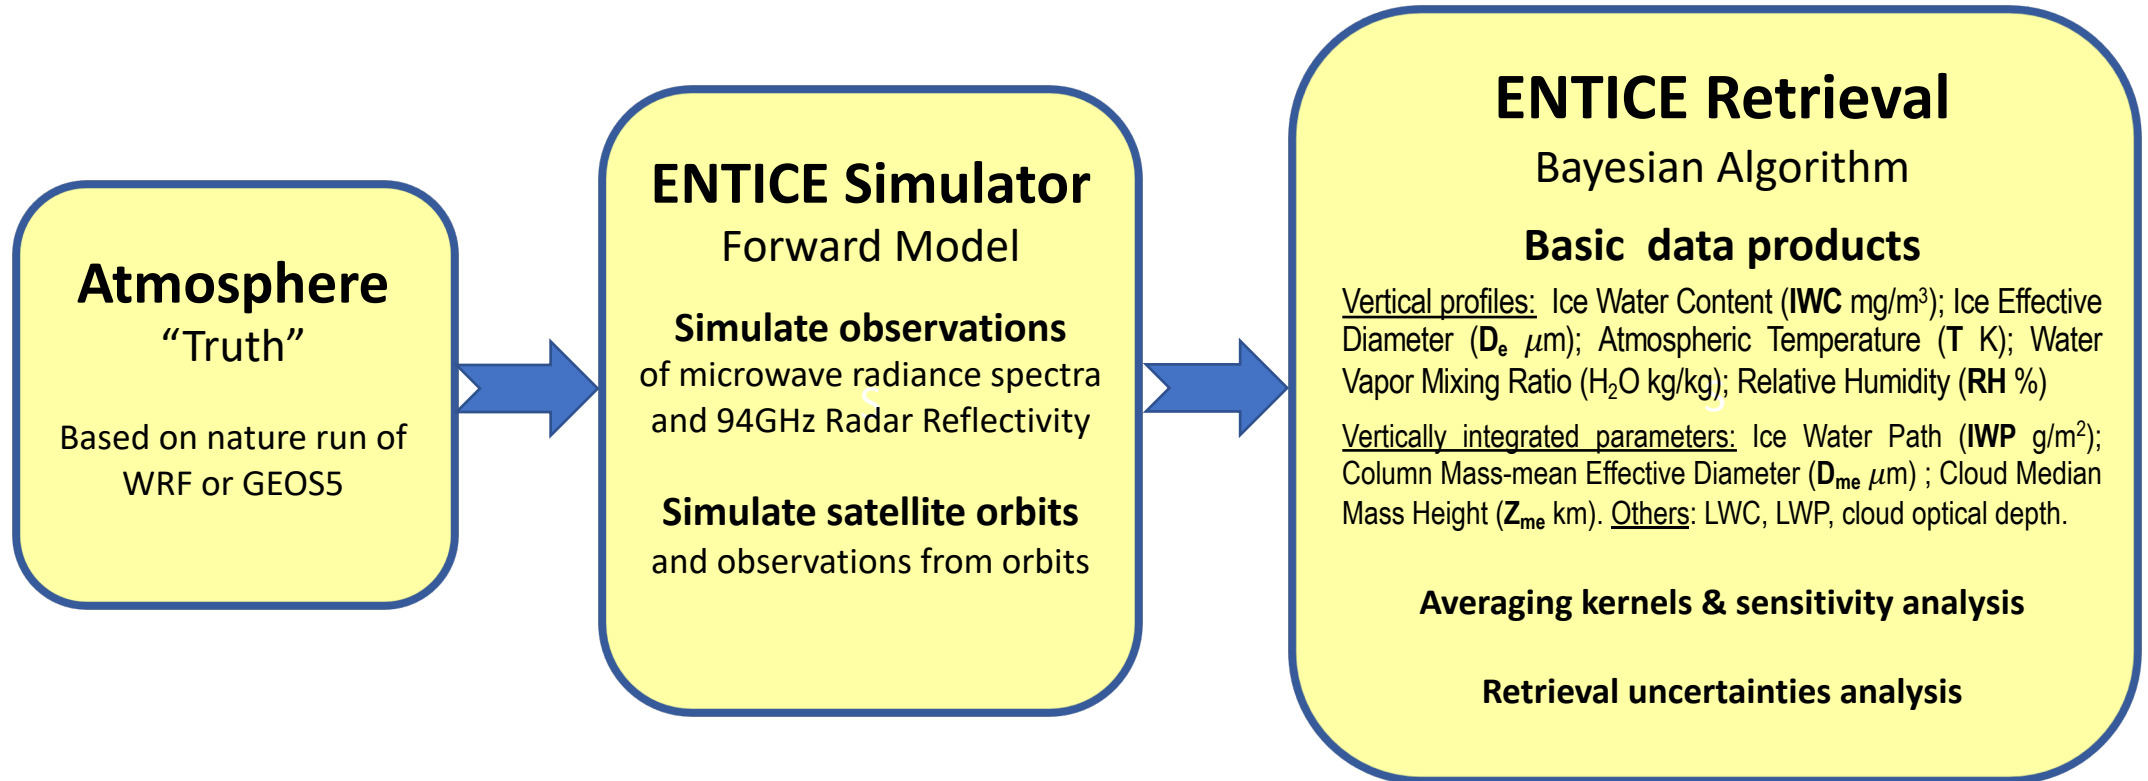 Atmosphere
“Truth”
Based on nature run of
WRF or GEOS5
ENTICE Simulator
Forward Model
Simulate observations
of microwave radiance spectra
and 94GHz Radar Reflectivity
S
Simulate satellite orbits
and observations from orbits
ENTICE Retrieval
Bayesian Algorithm
Basic data products
Vertical profiles: Ice Water Content (IWC mg/m³); Ice Effective
Diameter (Dₑ μm); Atmospheric Temperature (T K); Water
Vapor Mixing Ratio (H₂O kg/kg); Relative Humidity (RH %)
Vertically integrated parameters: Ice Water Path (IWP g/m²);
Column Mass-mean Effective Diameter (Dₘₑ μm) ; Cloud Median
Mass Height (Zₘₑ km). Others: LWC, LWP, cloud optical depth.
Averaging kernels & sensitivity analysis
Retrieval uncertainties analysis